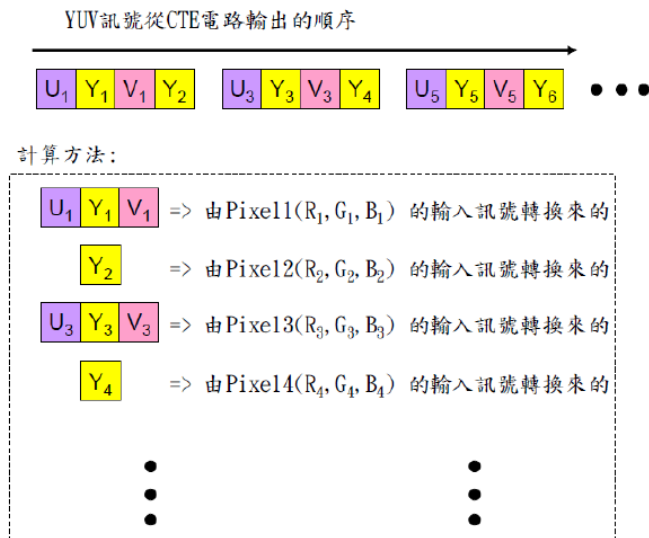 YUV訊號從CTE電路輸出的順序
U₁ Y₁ V₁ Y₂ U₃ Y₃ V₃ Y₄ U₅ Y₅ V₅ Y₆ •••
計算方法:
U₁ Y₁ V₁ => 由Pixel1(R₁,G₁,B₁) 的輸入訊號轉換來的
Y₂ => 由Pixel2(R₂,G₂,B₂) 的輸入訊號轉換來的
U₃ Y₃ V₃ => 由Pixel3(R₃,G₃,B₃) 的輸入訊號轉換來的
Y₄ => 由Pixel4(R₄,G₄,B₄) 的輸入訊號轉換來的